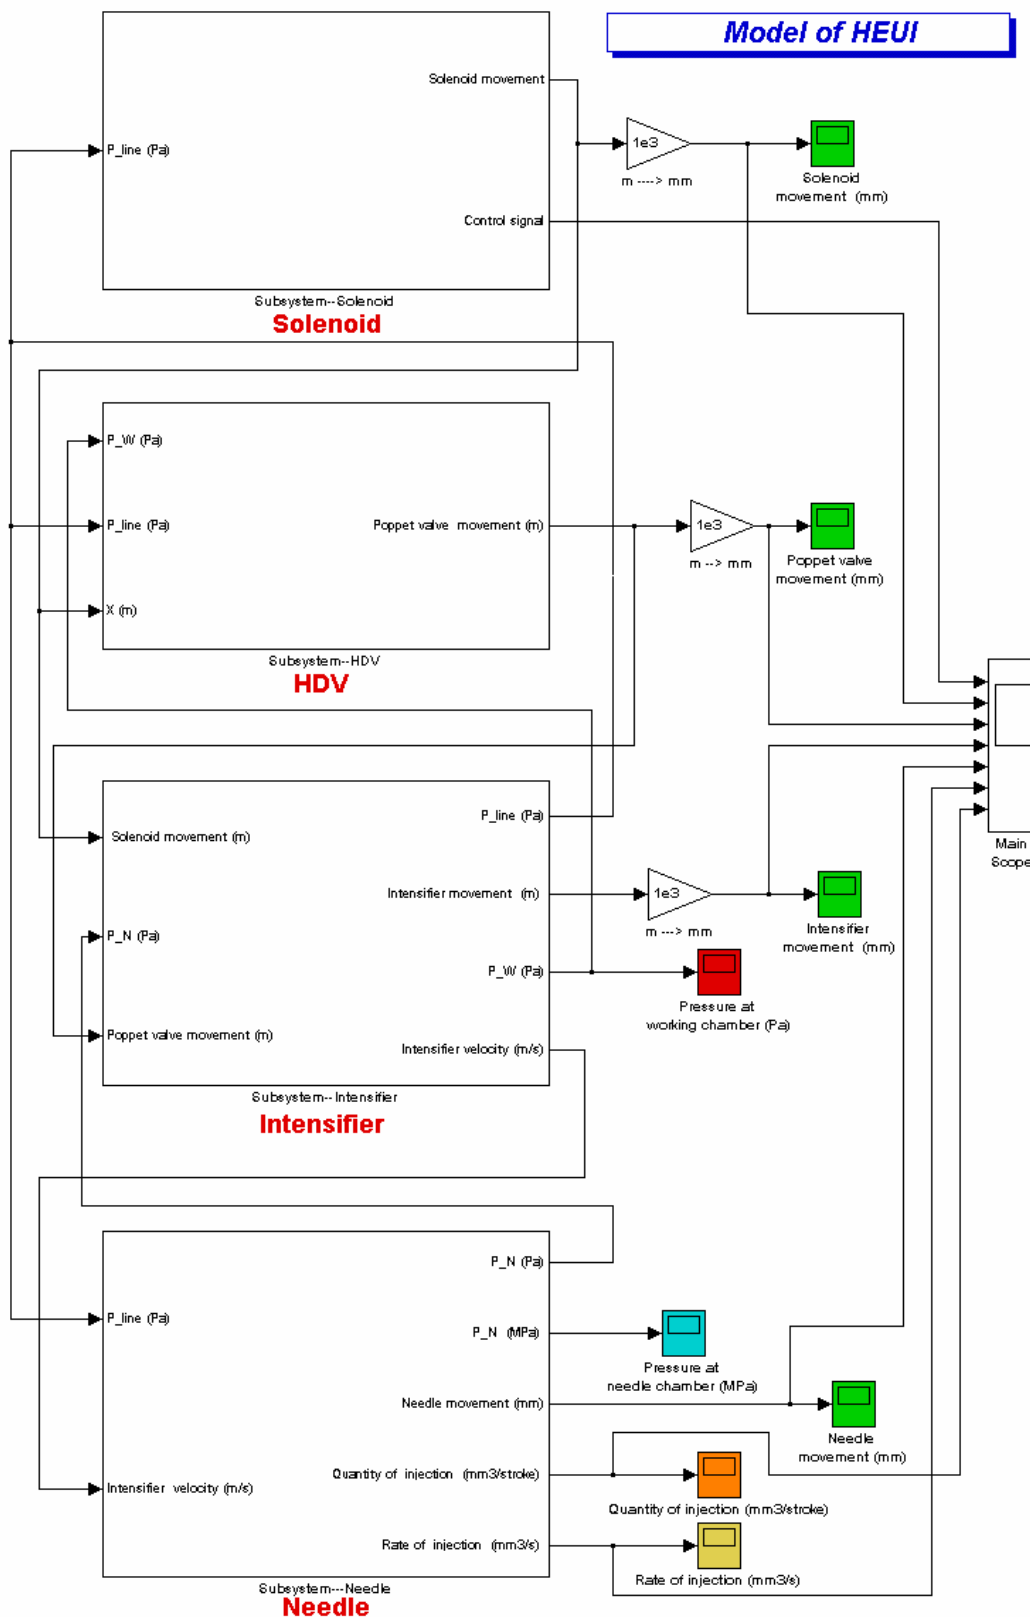 Model of HEUI
Solenoid movement
P_line (Pa)
1e3
m ----> mm
Solenoid
movement (mm)
Control signal
Subsystem--Solenoid
Solenoid
P_W (Pa)
P_line (Pa)
Poppet valve movement (m)
1e3
m --> mm
Poppet valve
movement (mm)
X (m)
Subsystem--HDV
HDV
Main
Scope
P_line (Pa)
Solenoid movement (m)
Intensifier movement (m)
1e3
m ---> mm
Intensifier
movement (mm)
P_N (Pa)
P_W (Pa)
Pressure at
working chamber (Pa)
Poppet valve movement (m)
Intensifier velocity (m/s)
Subsystem--Intensifier
Intensifier
P_N (Pa)
P_line (Pa)
P_N (MPa)
Pressure at
needle chamber (MPa)
Needle movement (mm)
Needle
movement (mm)
Quantity of injection (mm3/stroke)
Intensifier velocity (m/s)
Quantity of injection (mm3/stroke)
Rate of injection (mm3/s)
Rate of injection (mm3/s)
Subsystem---Needle
Needle